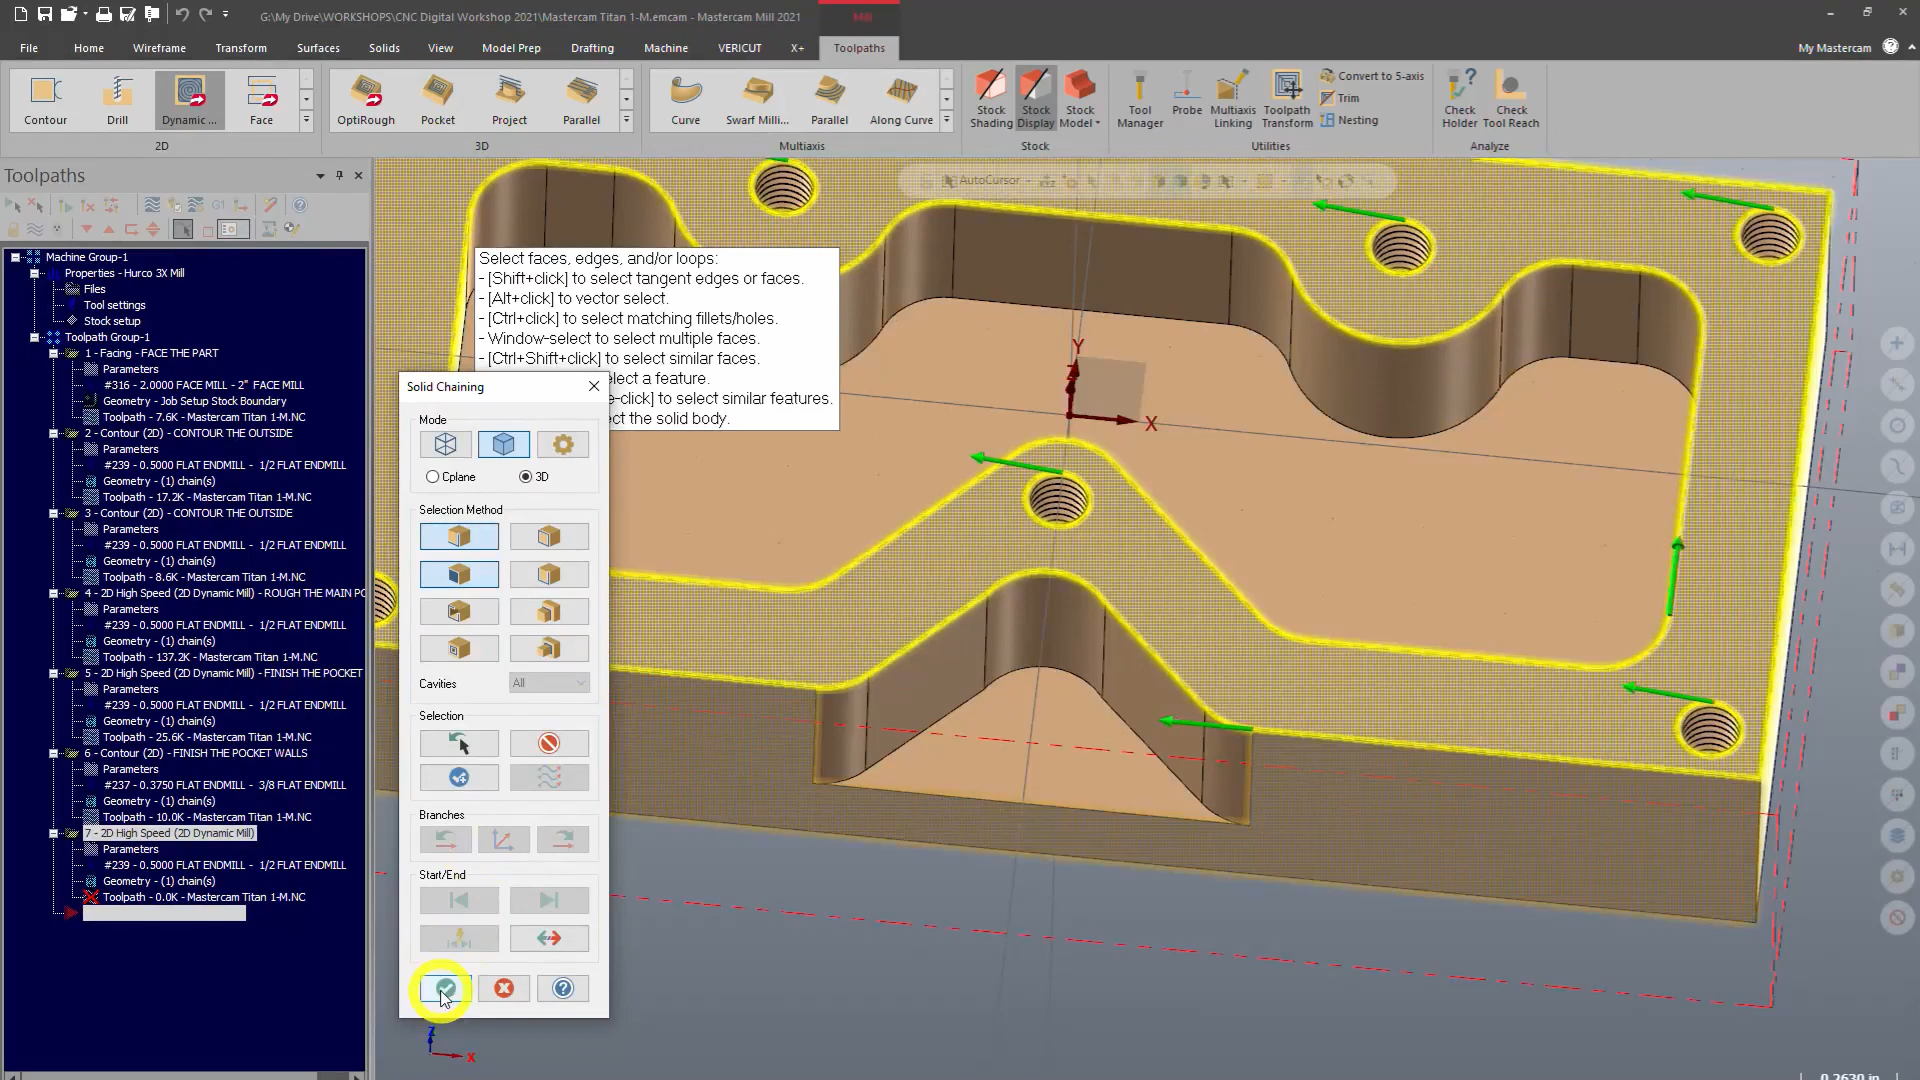 G:\My Drive\WORKSHOPS\CNC Digital Workshop 2021\Mastercam Titan 1-M.emcam - Mastercam Mill 2021
Mill
File Home Wireframe Transform Surfaces Solids View Model Prep Drafting Machine VERICUT X+ Toolpaths
My Mastercam
Contour Drill Dynamic ... Face
2D
OptiRough Pocket Project Parallel
3D
Curve Swarf Milli... Parallel Along Curve
Multiaxis
Stock Shading
Stock Display
Stock Model
Stock
Tool Manager
Probe
Multiaxis Linking
Toolpath Transform
Convert to 5-axis
Trim
Nesting
Utilities
Check Holder
Check Tool Reach
Analyze
Toolpaths
G1
AutoCursor
Machine Group-1
Properties - Hurco 3X Mill
Files
Tool settings
Stock setup
Toolpath Group-1
1 - Facing - FACE THE PART
Parameters
#316 - 2.0000 FACE MILL - 2" FACE MILL
Geometry - Job Setup Stock Boundary
Toolpath - 7.6K - Mastercam Titan 1-M.NC
2 - Contour (2D) - CONTOUR THE OUTSIDE
Parameters
#239 - 0.5000 FLAT ENDMILL - 1/2 FLAT ENDMILL
Geometry - (1) chain(s)
Toolpath - 17.2K - Mastercam Titan 1-M.NC
3 - Contour (2D) - CONTOUR THE OUTSIDE
Parameters
#239 - 0.5000 FLAT ENDMILL - 1/2 FLAT ENDMILL
Geometry - (1) chain(s)
Toolpath - 8.6K - Mastercam Titan 1-M.NC
4 - 2D High Speed (2D Dynamic Mill) - ROUGH THE MAIN PO
Parameters
#239 - 0.5000 FLAT ENDMILL - 1/2 FLAT ENDMILL
Geometry - (1) chain(s)
Toolpath - 137.2K - Mastercam Titan 1-M.NC
5 - 2D High Speed (2D Dynamic Mill) - FINISH THE POCKET
Parameters
#239 - 0.5000 FLAT ENDMILL - 1/2 FLAT ENDMILL
Geometry - (1) chain(s)
Toolpath - 25.6K - Mastercam Titan 1-M.NC
6 - Contour (2D) - FINISH THE POCKET WALLS
Parameters
#237 - 0.3750 FLAT ENDMILL - 3/8 FLAT ENDMILL
Geometry - (1) chain(s)
Toolpath - 10.0K - Mastercam Titan 1-M.NC
7 - 2D High Speed (2D Dynamic Mill)
Parameters
#239 - 0.5000 FLAT ENDMILL - 1/2 FLAT ENDMILL
Geometry - (1) chain(s)
Toolpath - 0.0K - Mastercam Titan 1-M.NC
Select faces, edges, and/or loops:
- [Shift+click] to select tangent edges or faces.
- [Alt+click] to vector select.
- [Ctrl+click] to select matching fillets/holes.
- Window-select to select multiple faces.
- [Ctrl+Shift+click] to select similar faces.
elect a feature.
e-click] to select similar features.
ct the solid body.
Solid Chaining
Mode
Cplane 3D
Selection Method
Cavities All
Selection
Branches
Start/End
Y
X
Z
X
0.2630 in